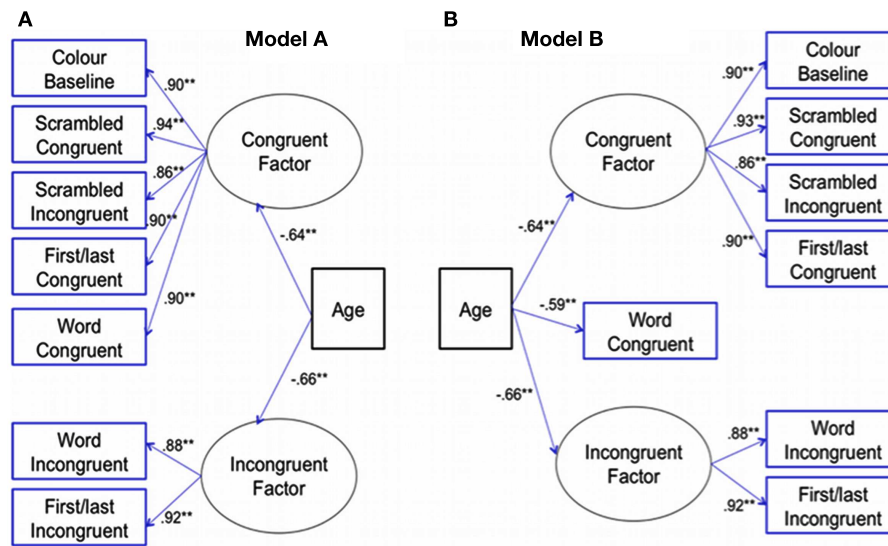 A
Model A
Colour
Baseline
.90**
Scrambled
Congruent
.94**
Scrambled
Incongruent
.86**
First/last
Congruent
.90**
Word
Congruent
.90**
Congruent
Factor
-.64**
Age
-.66**
Word
Incongruent
.88**
First/last
Incongruent
.92**
Incongruent
Factor
B
Model B
Congruent
Factor
.90**
Colour
Baseline
.93**
Scrambled
Congruent
.86**
Scrambled
Incongruent
.90**
First/last
Congruent
-.64**
Age
-.59**
Word
Congruent
-.66**
Incongruent
Factor
.88**
Word
Incongruent
.92**
First/last
Incongruent